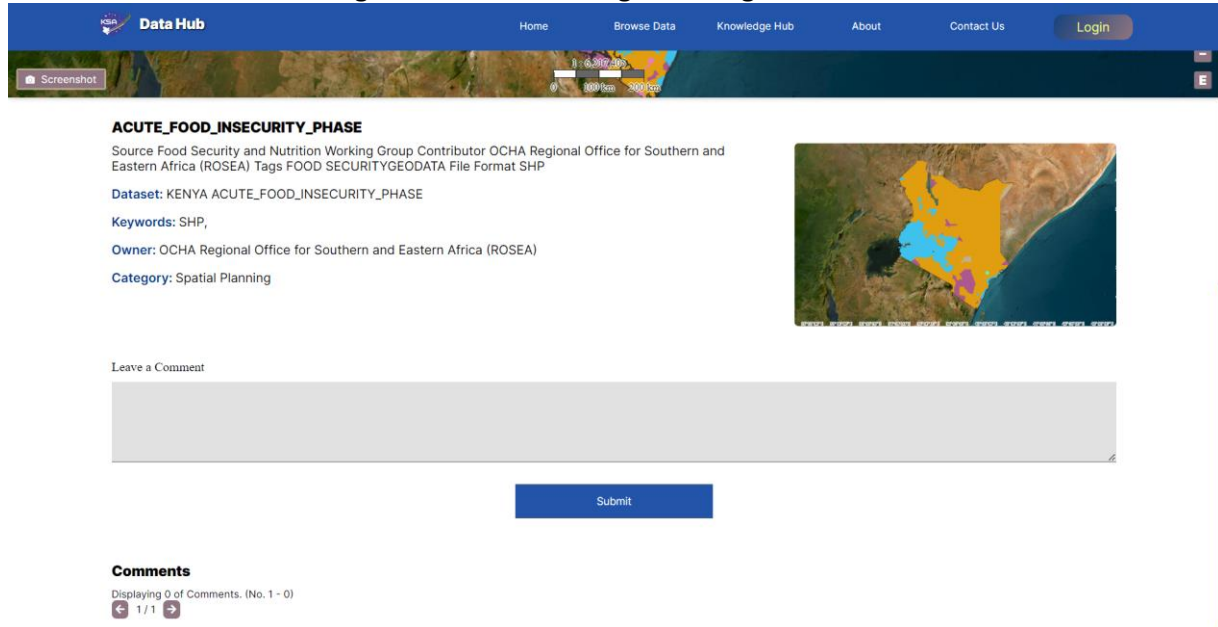 KSA Data Hub Home Browse Data Knowledge Hub About Contact Us Login
Screenshot
0 100 km 200 km
E
ACUTE_FOOD_INSECURITY_PHASE
Source Food Security and Nutrition Working Group Contributor OCHA Regional Office for Southern and
Eastern Africa (ROSEA) Tags FOOD SECURITYGEODATA File Format SHP
Dataset: KENYA ACUTE_FOOD_INSECURITY_PHASE
Keywords: SHP,
Owner: OCHA Regional Office for Southern and Eastern Africa (ROSEA)
Category: Spatial Planning
Leave a Comment
Submit
Comments
Displaying 0 of Comments. (No. 1 - 0)
1 / 1